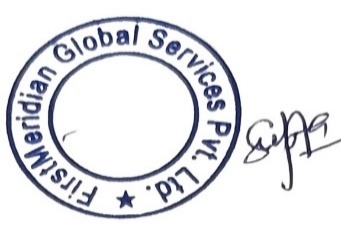 FirstMeridian Global Services Pvt. Ltd. ★